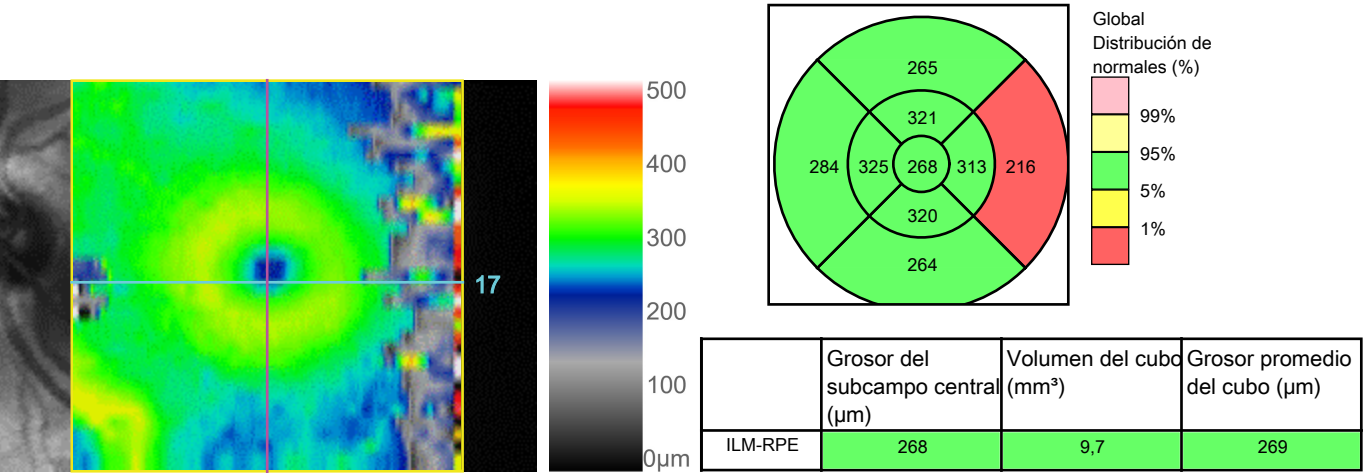 500
400
300
200
100
0µm
17
265
321
284
325
268
313
216
320
264
Global
Distribución de
normales (%)
99%
95%
5%
1%
Grosor del
subcampo central
(µm)
Volumen del cubo
(mm³)
Grosor promedio
del cubo (µm)
ILM-RPE
268
9,7
269